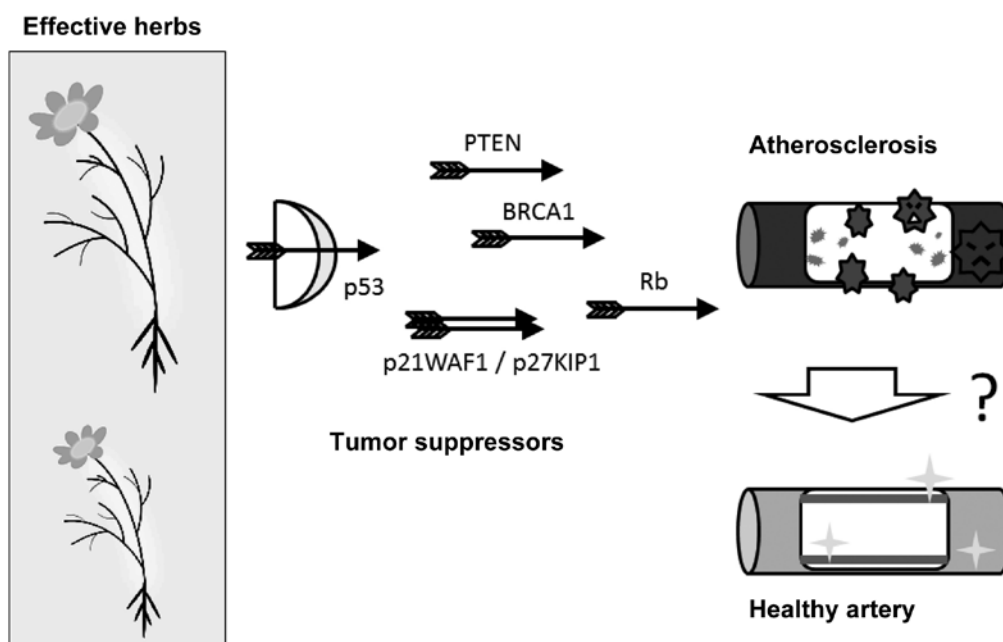 Effective herbs
PTEN
Atherosclerosis
BRCA1
p53
Rb
p21WAF1 / p27KIP1
?
Tumor suppressors
Healthy artery